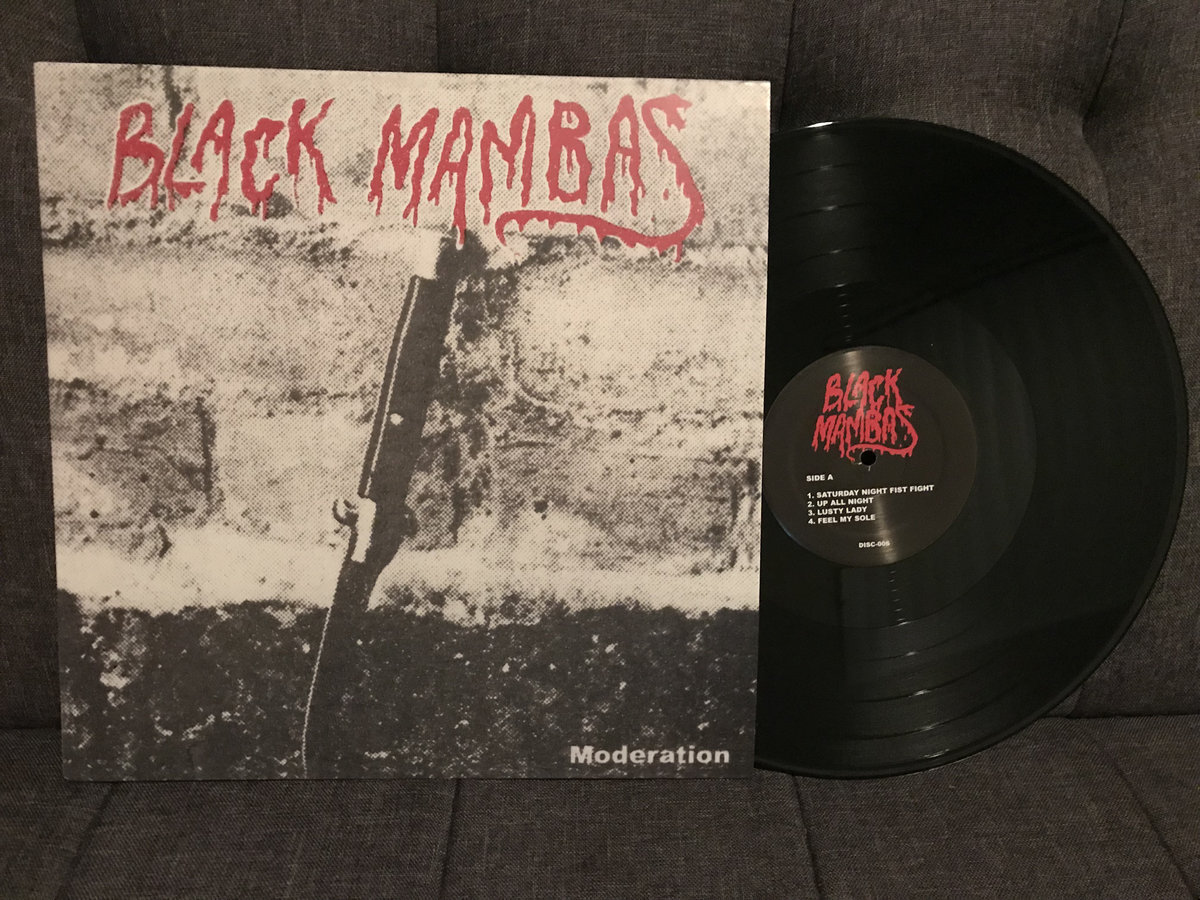 BLACK MAMBAS
Moderation
BLACK
MAMBAS
SIDE A
1. SATURDAY NIGHT FIST FIGHT
2. UP ALL NIGHT
3. LUSTY LADY
4. FEEL MY SOLE
DISC-006